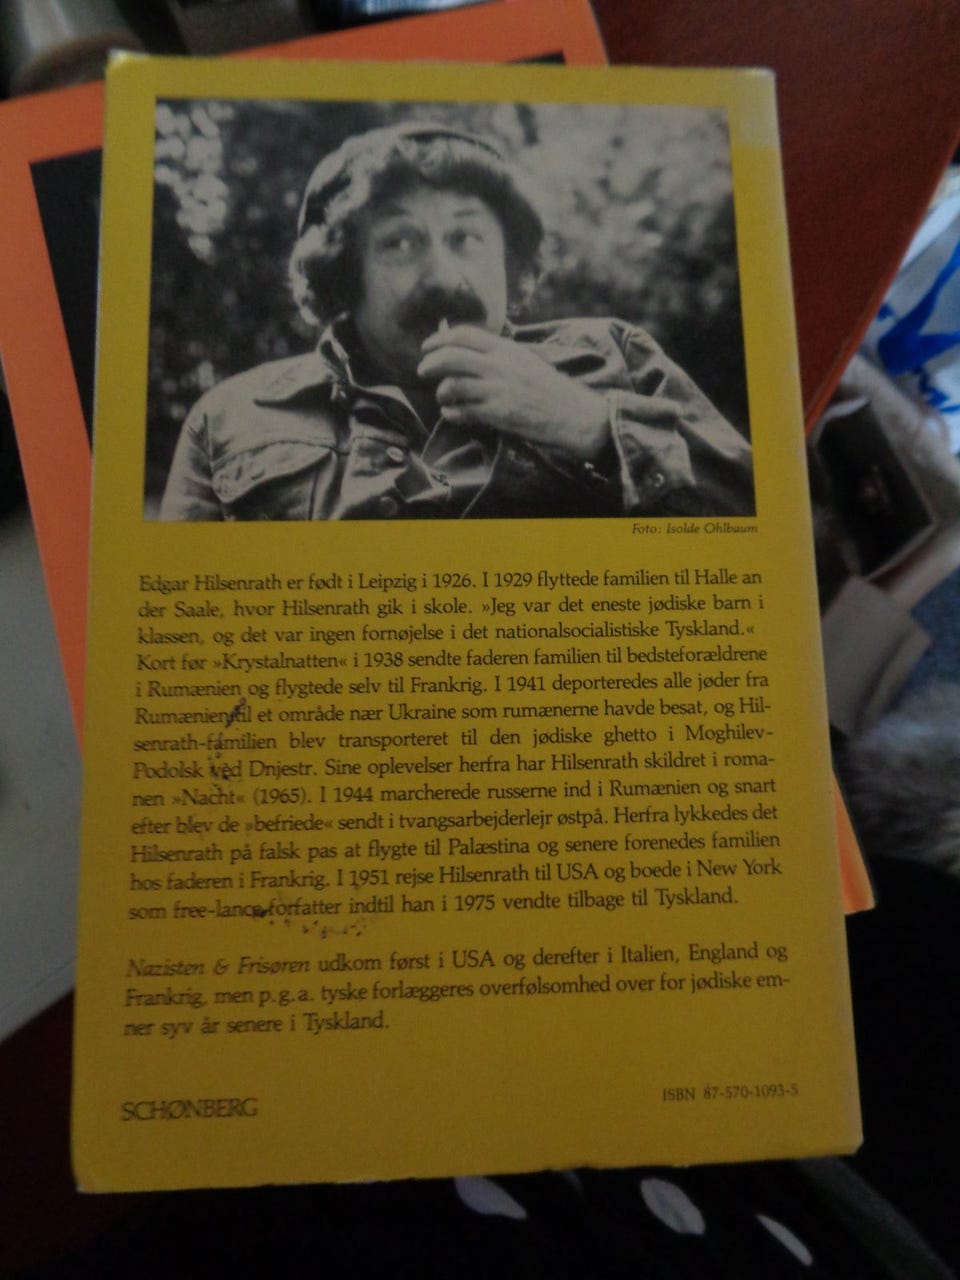 Foto: Isolde Ohlbaum
Edgar Hilsenrath er født i Leipzig i 1926. I 1929 flyttede familien til Halle an
der Saale, hvor Hilsenrath gik i skole. »Jeg var det eneste jødiske barn i
klassen, og det var ingen fornøjelse i det nationalsocialistiske Tyskland.«
Kort før »Krystalnatten« i 1938 sendte faderen familien til bedsteforældrene
i Rumænien og flygtede selv til Frankrig. I 1941 deporteredes alle jøder fra
Rumænien til et område nær Ukraine som rumænerne havde besat, og Hil-
senrath-familien blev transporteret til den jødiske ghetto i Moghilev-
Podolsk ved Dnjestr. Sine oplevelser herfra har Hilsenrath skildret i roma-
nen »Nacht« (1965). I 1944 marcherede russerne ind i Rumænien og snart
efter blev de »befriede« sendt i tvangsarbejderlejr østpå. Herfra lykkedes det
Hilsenrath på falsk pas at flygte til Palæstina og senere forenedes familien
hos faderen i Frankrig. I 1951 rejse Hilsenrath til USA og boede i New York
som free-lance forfatter indtil han i 1975 vendte tilbage til Tyskland.
Nazisten & Frisøren udkom først i USA og derefter i Italien, England og
Frankrig, men p.g.a. tyske forlæggeres overfølsomhed over for jødiske em-
ner syv år senere i Tyskland.
SCHØNBERG
ISBN 87-570-1093-5